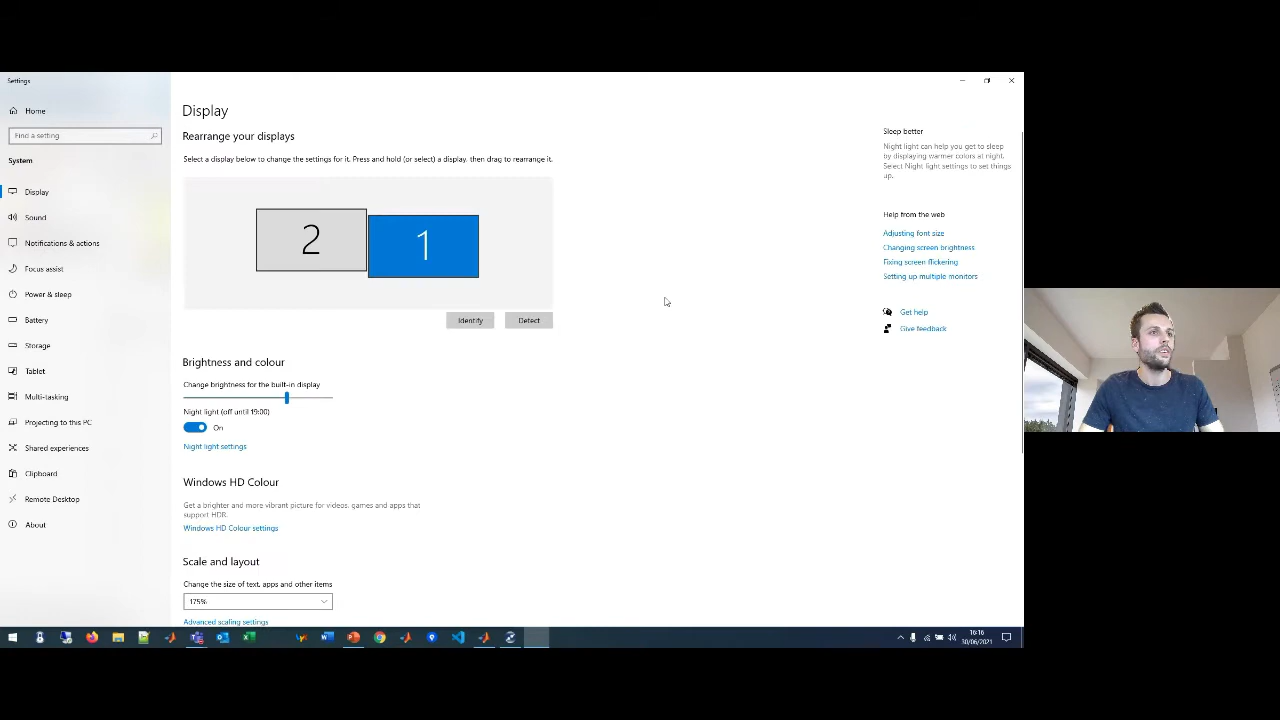 Settings
Home
Find a setting
System
Display
Sound
Notifications & actions
Focus assist
Power & sleep
Battery
Storage
Tablet
Multi-tasking
Projecting to this PC
Shared experiences
Clipboard
Remote Desktop
About
Display
Rearrange your displays
Select a display below to change the settings for it. Press and hold (or select) a display, then drag to rearrange it.
2
1
Identify
Detect
Brightness and colour
Change brightness for the built-in display
Night light (off until 19:00)
On
Night light settings
Windows HD Colour
Get a brighter and more vibrant picture for videos, games and apps that
support HDR.
Windows HD Colour settings
Scale and layout
Change the size of text, apps and other items
175%
Advanced scaling settings
Sleep better
Night light can help you get to sleep
by displaying warmer colors at night.
Select Night light settings to set things
up.
Help from the web
Adjusting font size
Changing screen brightness
Fixing screen flickering
Setting up multiple monitors
Get help
Give feedback
16:16
30/06/2021